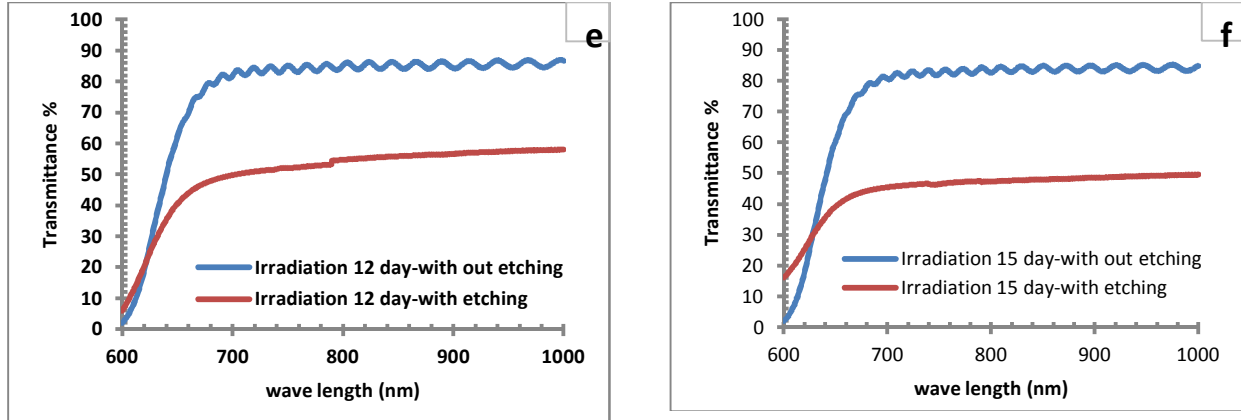 e
Transmittance %
100
90
80
70
60
50
40
30
20
10
0
Irradiation 12 day-with out etching
Irradiation 12 day-with etching
600 700 800 900 1000
wave length (nm)
f
Transmittance %
100
90
80
70
60
50
40
30
20
10
0
Irradiation 15 day-with out etching
Irradiation 15 day-with etching
600 700 800 900 1000
wave length (nm)